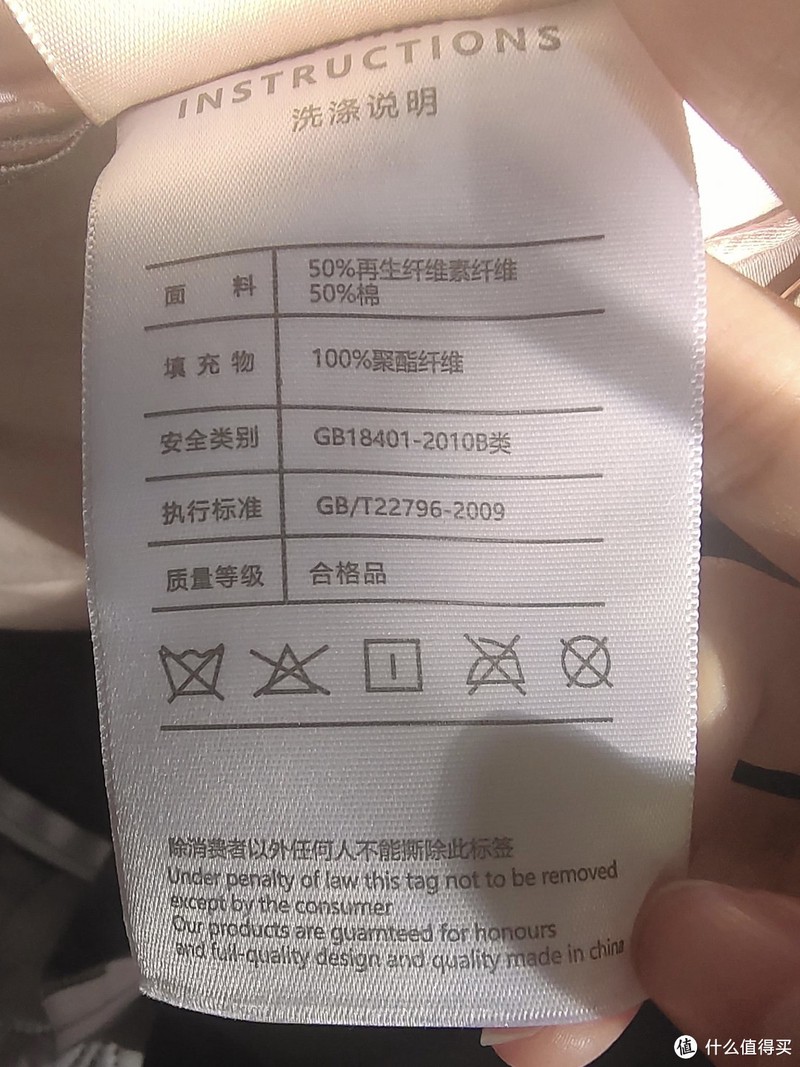 INSTRUCTIONS
洗涤说明
面 料 50%再生纤维素纤维
50%棉
填充物 100%聚酯纤维
安全类别 GB18401-2010B类
执行标准 GB/T22796-2009
质量等级 合格品
除消费者以外任何人不能撕除此标签
Under penalty of law this tag not to be removed
except by the consumer
Our products are guarnteed for honours
and full-quality design and quality made in china
值 什么值得买